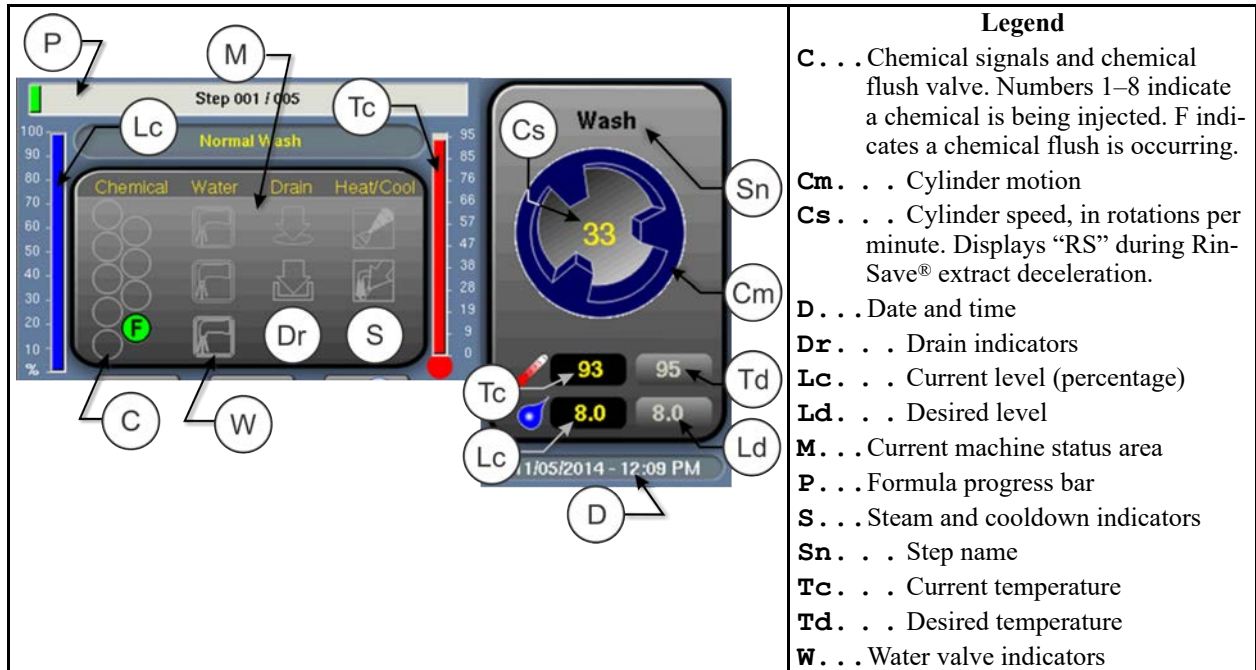 P
M
Step 001 / 005
Tc
Lc
Normal Wash
100
90
80
70
60
50
40
30
20
10
%
95
85
76
66
57
47
38
28
19
9
0
Chemical Water Drain Heat/Cool
F
Dr
S
C
W
Cs
Wash
Sn
33
Cm
Tc
93
95
Td
Lc
8.0
8.0
Ld
1/05/2014 - 12:09 PM
D
Legend
C...Chemical signals and chemical
flush valve. Numbers 1–8 indicate
a chemical is being injected. F indi-
cates a chemical flush is occurring.
Cm. . . Cylinder motion
Cs. . . Cylinder speed, in rotations per
minute. Displays “RS” during Rin-
Save® extract deceleration.
D...Date and time
Dr. . . Drain indicators
Lc. . . Current level (percentage)
Ld. . . Desired level
M...Current machine status area
P...Formula progress bar
S...Steam and cooldown indicators
Sn. . . Step name
Tc. . . Current temperature
Td. . . Desired temperature
W...Water valve indicators